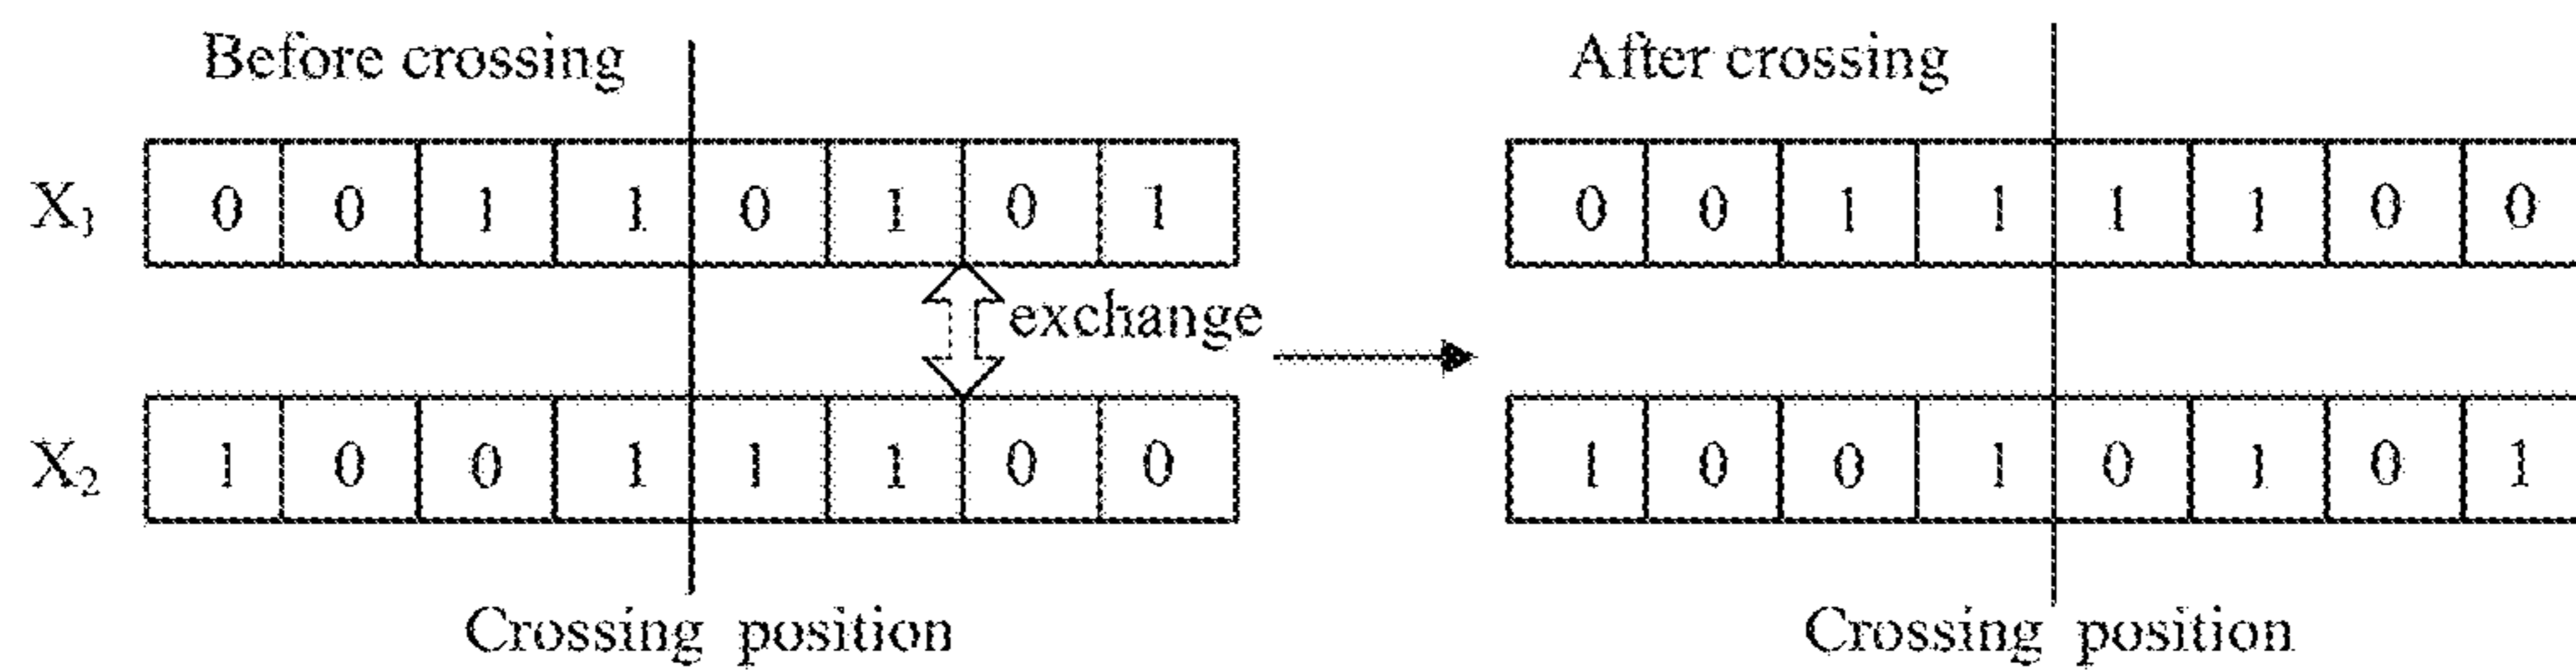 Before crossing
After crossing
X₁ 0 0 1 1 0 1 0 1
0 0 1 1 1 1 0 0
exchange
X₂ 1 0 0 1 1 1 0 0
1 0 0 1 0 1 0 1
Crossing position
Crossing position